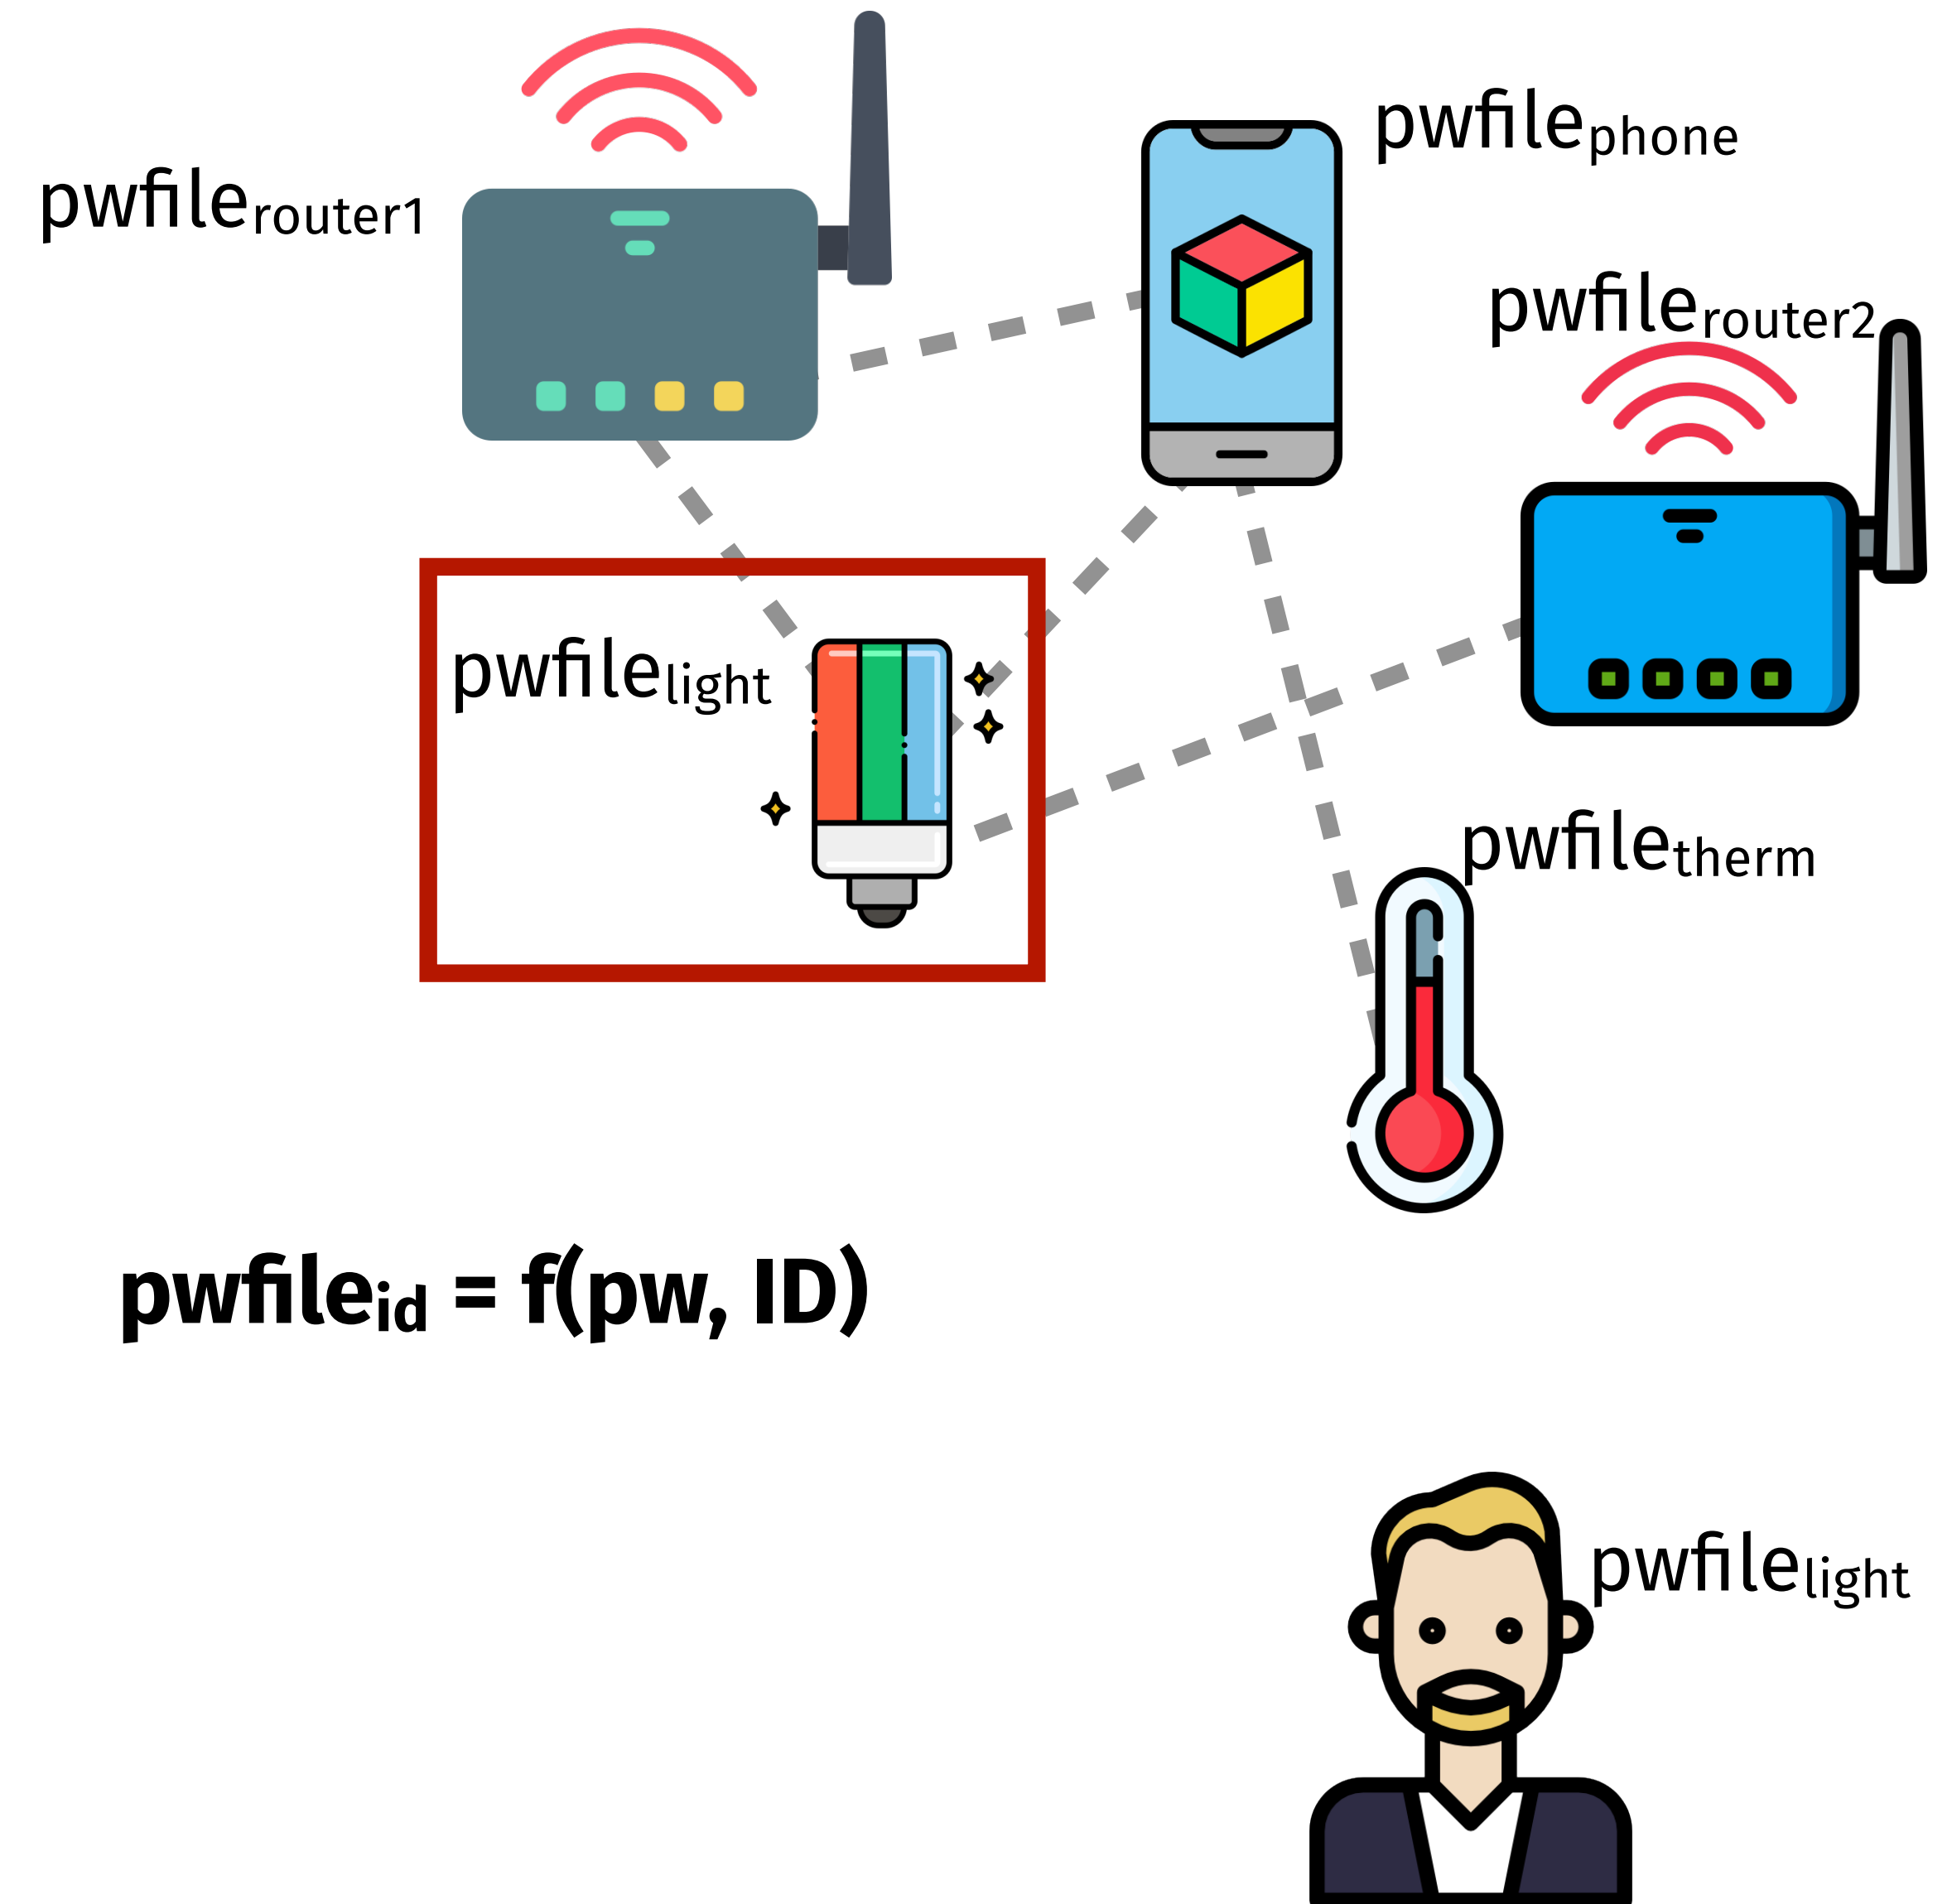 pwfilephone
pwfilerouter1
pwfilerouter2
pwfilelight
pwfiletherm
pwfileid = f(pw, ID)
pwfilelight